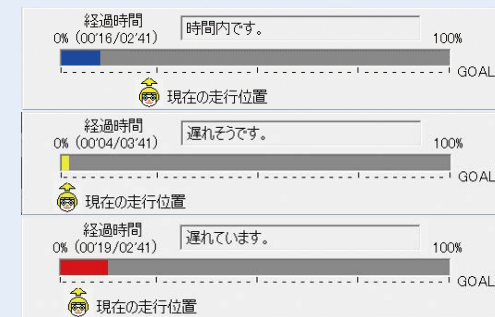 経過時間
0% (00'16/02'41) 時間内です。 100%
GOAL
現在の走行位置
経過時間
0% (00'04/03'41) 遅れそうです。 100%
GOAL
現在の走行位置
経過時間
0% (00'19/02'41) 遅れています。 100%
GOAL
現在の走行位置